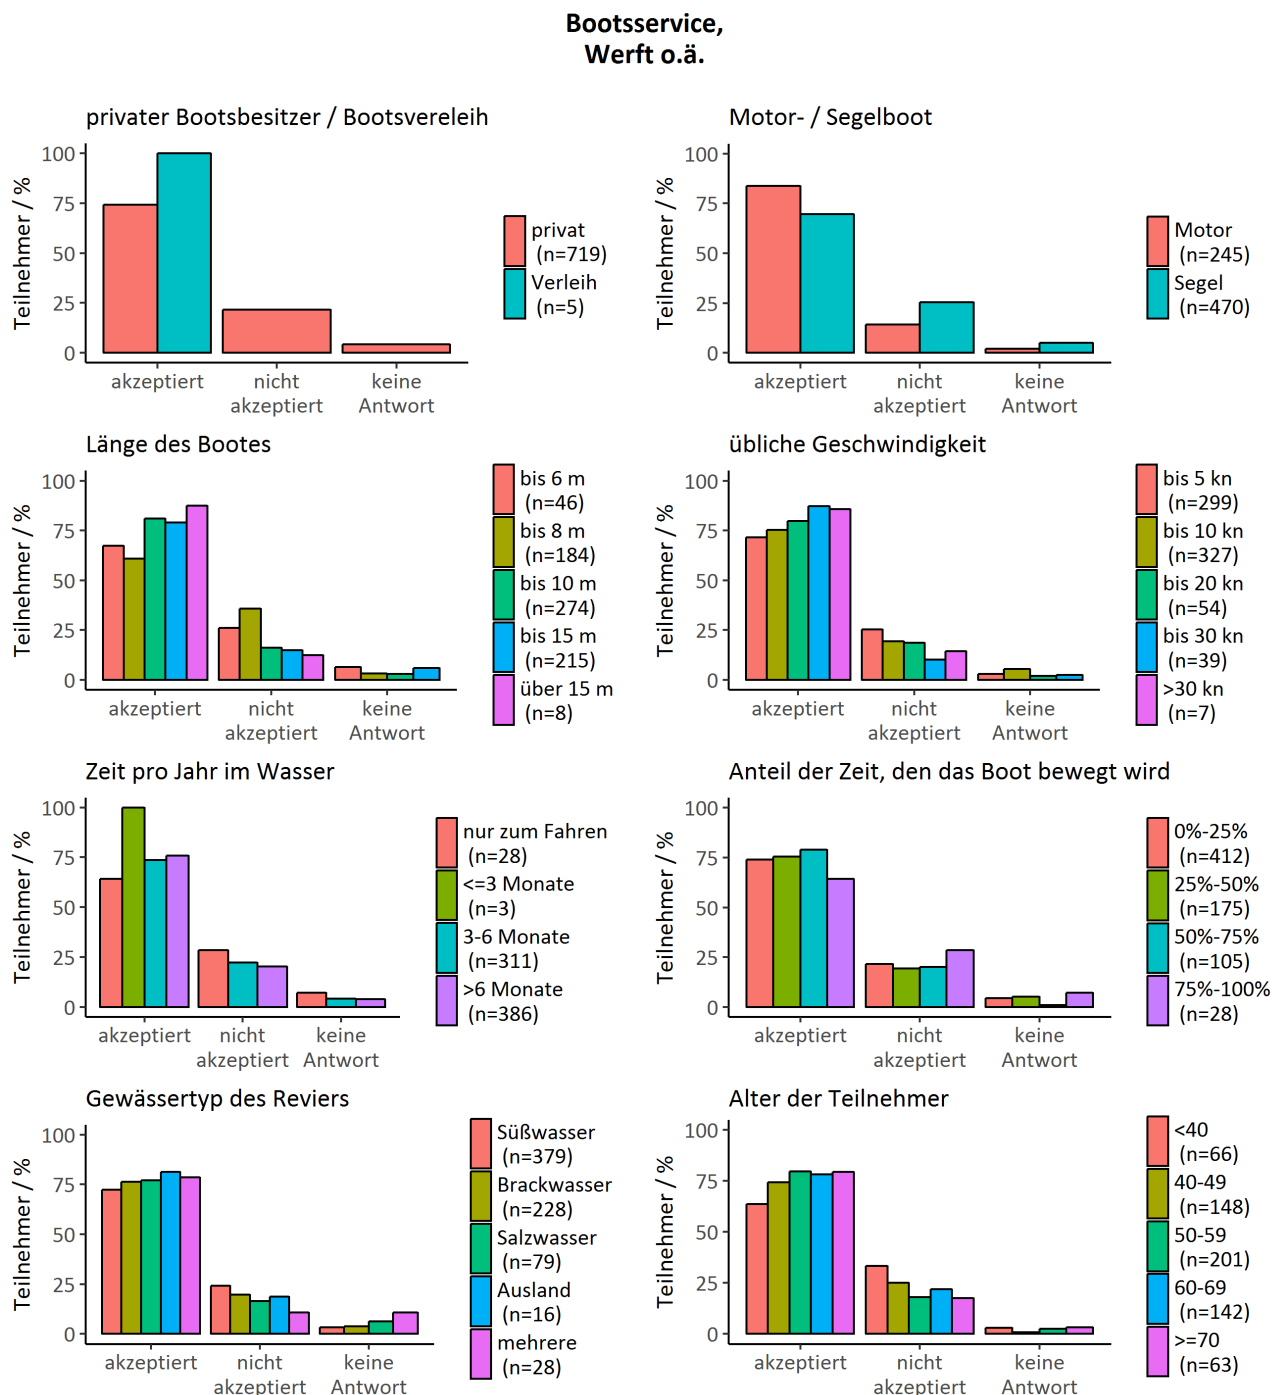 Bootsservice,
Werft o.ä.
privater Bootsbesitzer / Bootsvereleih
Teilnehmer / %
100
75
50
25
0
akzeptiert
nicht
akzeptiert
keine
Antwort
privat
(n=719)
Verleih
(n=5)
Motor- / Segelboot
Teilnehmer / %
100
75
50
25
0
akzeptiert
nicht
akzeptiert
keine
Antwort
Motor
(n=245)
Segel
(n=470)
Länge des Bootes
Teilnehmer / %
100
75
50
25
0
akzeptiert
nicht
akzeptiert
keine
Antwort
bis 6 m
(n=46)
bis 8 m
(n=184)
bis 10 m
(n=274)
bis 15 m
(n=215)
über 15 m
(n=8)
übliche Geschwindigkeit
Teilnehmer / %
100
75
50
25
0
akzeptiert
nicht
akzeptiert
keine
Antwort
bis 5 kn
(n=299)
bis 10 kn
(n=327)
bis 20 kn
(n=54)
bis 30 kn
(n=39)
>30 kn
(n=7)
Zeit pro Jahr im Wasser
Teilnehmer / %
100
75
50
25
0
akzeptiert
nicht
akzeptiert
keine
Antwort
nur zum Fahren
(n=28)
<=3 Monate
(n=3)
3-6 Monate
(n=311)
>6 Monate
(n=386)
Anteil der Zeit, den das Boot bewegt wird
Teilnehmer / %
100
75
50
25
0
akzeptiert
nicht
akzeptiert
keine
Antwort
0%-25%
(n=412)
25%-50%
(n=175)
50%-75%
(n=105)
75%-100%
(n=28)
Gewässertyp des Reviers
Teilnehmer / %
100
75
50
25
0
akzeptiert
nicht
akzeptiert
keine
Antwort
Süßwasser
(n=379)
Brackwasser
(n=228)
Salzwasser
(n=79)
Ausland
(n=16)
mehrere
(n=28)
Alter der Teilnehmer
Teilnehmer / %
100
75
50
25
0
akzeptiert
nicht
akzeptiert
keine
Antwort
<40
(n=66)
40-49
(n=148)
50-59
(n=201)
60-69
(n=142)
>=70
(n=63)